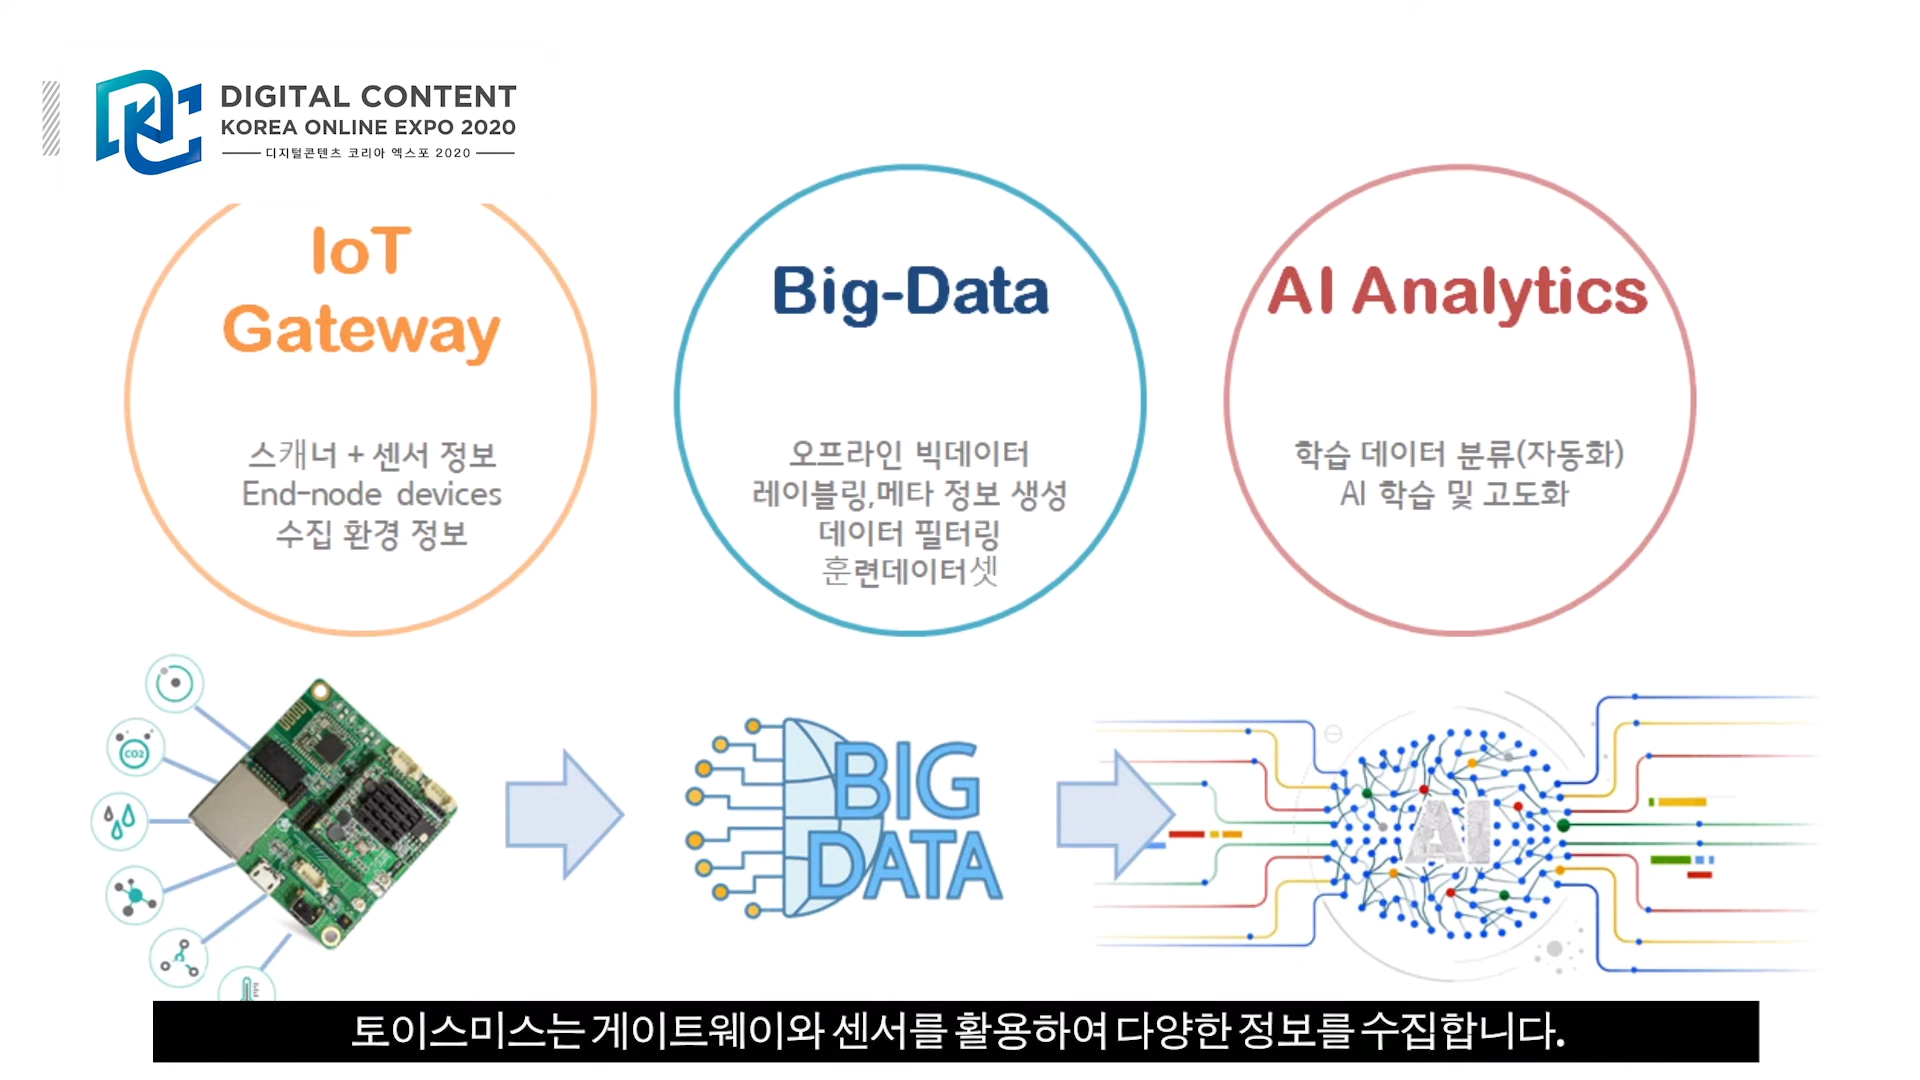 DIGITAL CONTENT
KOREA ONLINE EXPO 2020
디지털콘텐츠 코리아 엑스포 2020
IoT
Gateway
스캐너 + 센서 정보
End-node devices
수집 환경 정보
Big-Data
오프라인 빅데이터
레이블링,메타 정보 생성
데이터 필터링
훈련데이터셋
AI Analytics
학습 데이터 분류(자동화)
AI 학습 및 고도화
CO2
BIG
DATA
AI
토이스미스는 게이트웨이와 센서를 활용하여 다양한 정보를 수집합니다.